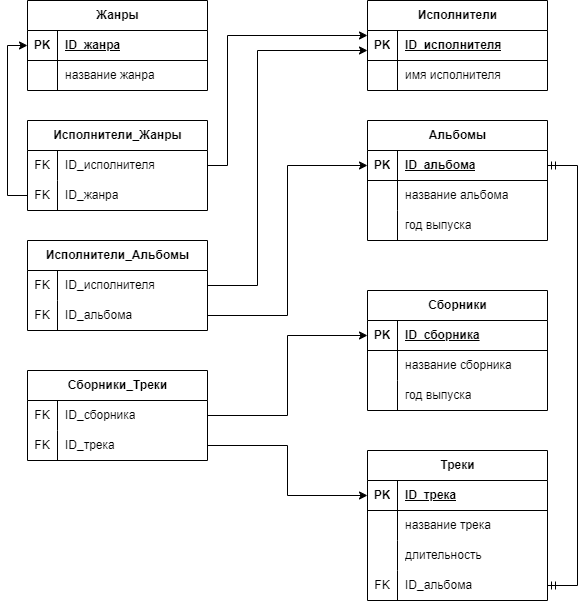 Жанры
PK ID_жанра
название жанра
Исполнители
PK ID_исполнителя
имя исполнителя
Исполнители_Жанры
FK ID_исполнителя
FK ID_жанра
Альбомы
PK ID_альбома
название альбома
год выпуска
Исполнители_Альбомы
FK ID_исполнителя
FK ID_альбома
Сборники
PK ID_сборника
название сборника
год выпуска
Сборники_Треки
FK ID_сборника
FK ID_трека
Треки
PK ID_трека
название трека
длительность
FK ID_альбома